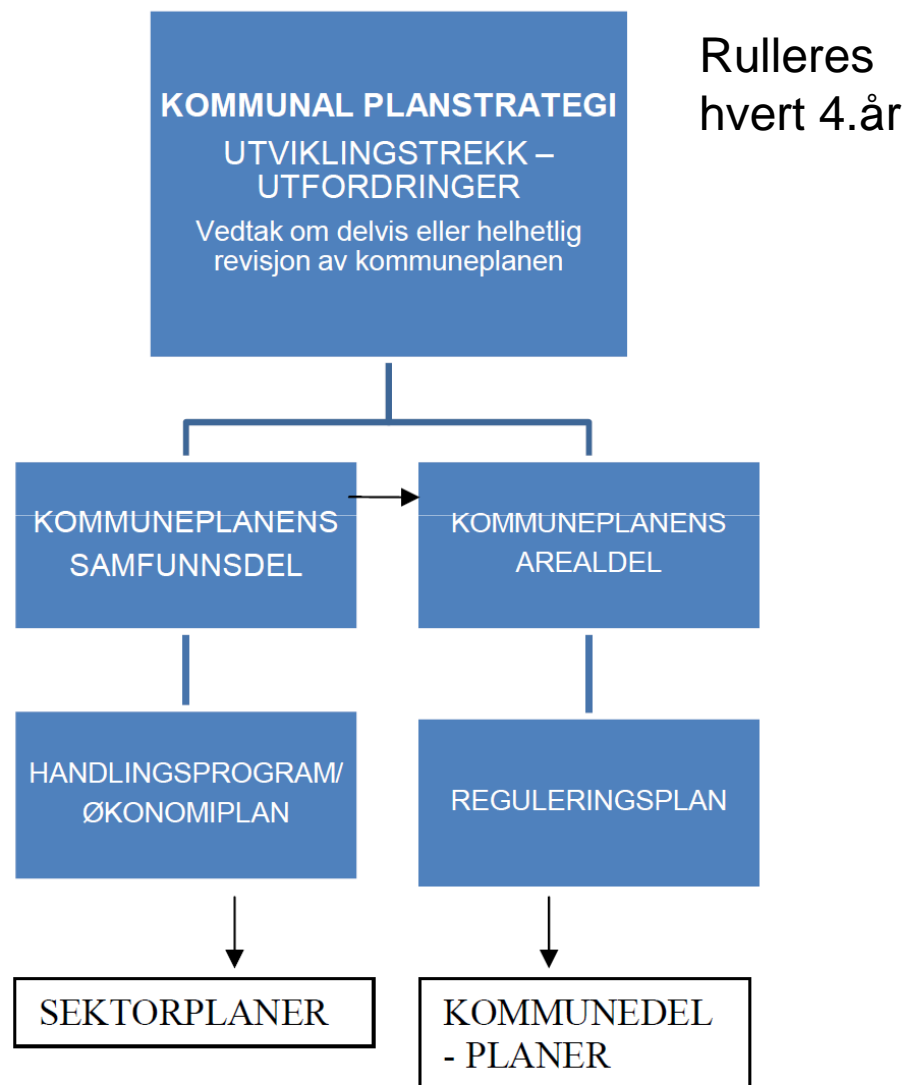 Rulleres
hvert 4.år
KOMMUNAL PLANSTRATEGI
UTVIKLINGSTREKK –
UTFORDRINGER
Vedtak om delvis eller helhetlig
revisjon av kommuneplanen
KOMMUNEPLANENS
SAMFUNNSDEL
KOMMUNEPLANENS
AREALDEL
HANDLINGSPROGRAM/
ØKONOMIPLAN
REGULERINGSPLAN
SEKTORPLANER
KOMMUNEDEL
- PLANER